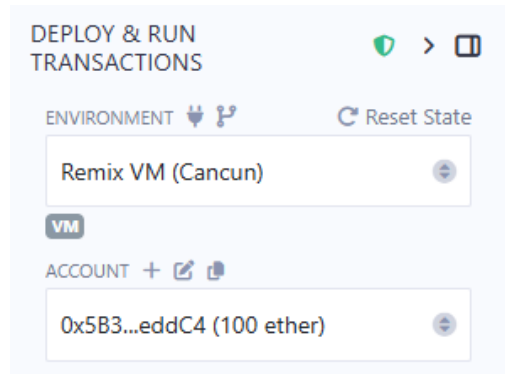 DEPLOY & RUN
TRANSACTIONS
ENVIRONMENT Reset State
Remix VM (Cancun)
VM
ACCOUNT
0x5B3...eddC4 (100 ether)